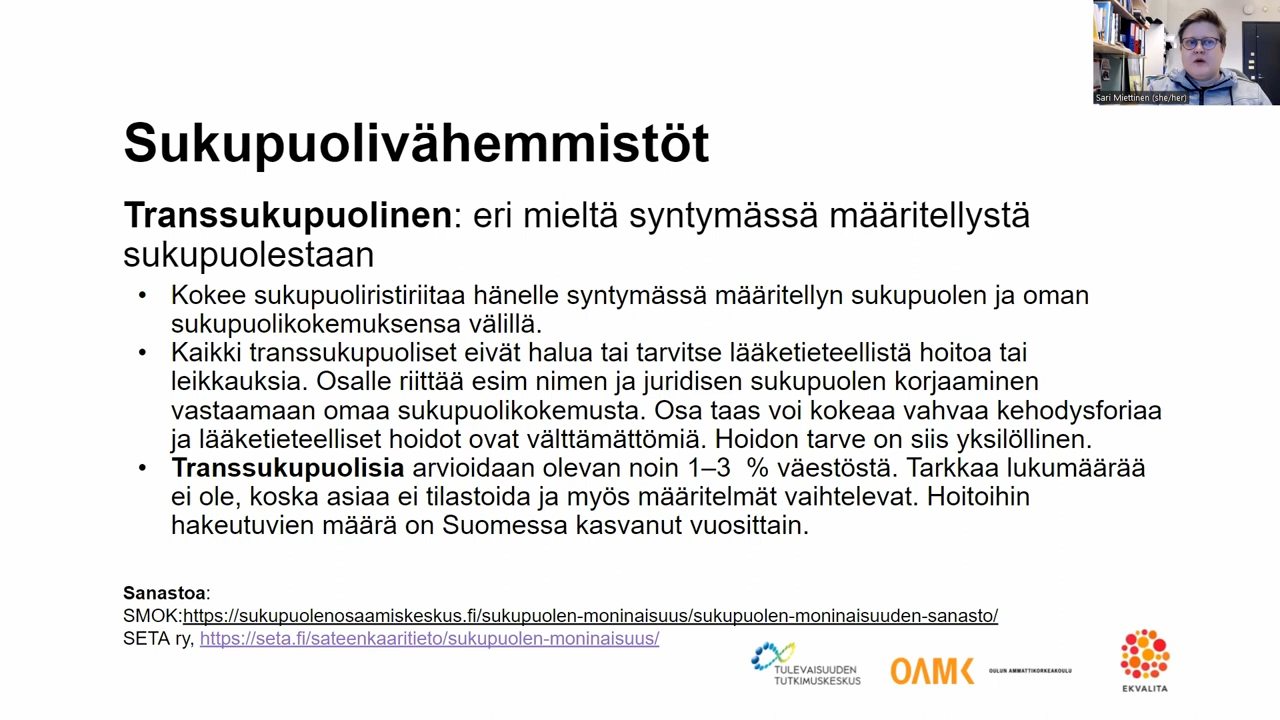 Sari Miettinen (she/her)
Sukupuolivähemmistöt
Transsukupuolinen: eri mieltä syntymässä määritellystä
sukupuolestaan
• Kokee sukupuoliristiriitaa hänelle syntymässä määritellyn sukupuolen ja oman
sukupuolikokemuksensa välillä.
• Kaikki transsukupuoliset eivät halua tai tarvitse lääketieteellistä hoitoa tai
leikkauksia. Osalle riittää esim nimen ja juridisen sukupuolen korjaaminen
vastaamaan omaa sukupuolikokemusta. Osa taas voi kokeaa vahvaa kehodysforiaa
ja lääketieteelliset hoidot ovat välttämättömiä. Hoidon tarve on siis yksilöllinen.
• Transsukupuolisia arvioidaan olevan noin 1–3 % väestöstä. Tarkkaa lukumäärää
ei ole, koska asiaa ei tilastoida ja myös määritelmät vaihtelevat. Hoitoihin
hakeutuvien määrä on Suomessa kasvanut vuosittain.
Sanastoa:
SMOK:https://sukupuolenosaamiskeskus.fi/sukupuolen-moninaisuus/sukupuolen-moninaisuuden-sanasto/
SETA ry, https://seta.fi/sateenkaaritieto/sukupuolen-moninaisuus/
TULEVAISUUDEN
TUTKIMUSKESKUS
OAMK OULUN AMMATTIKORKEAKOULU
EKVALITA